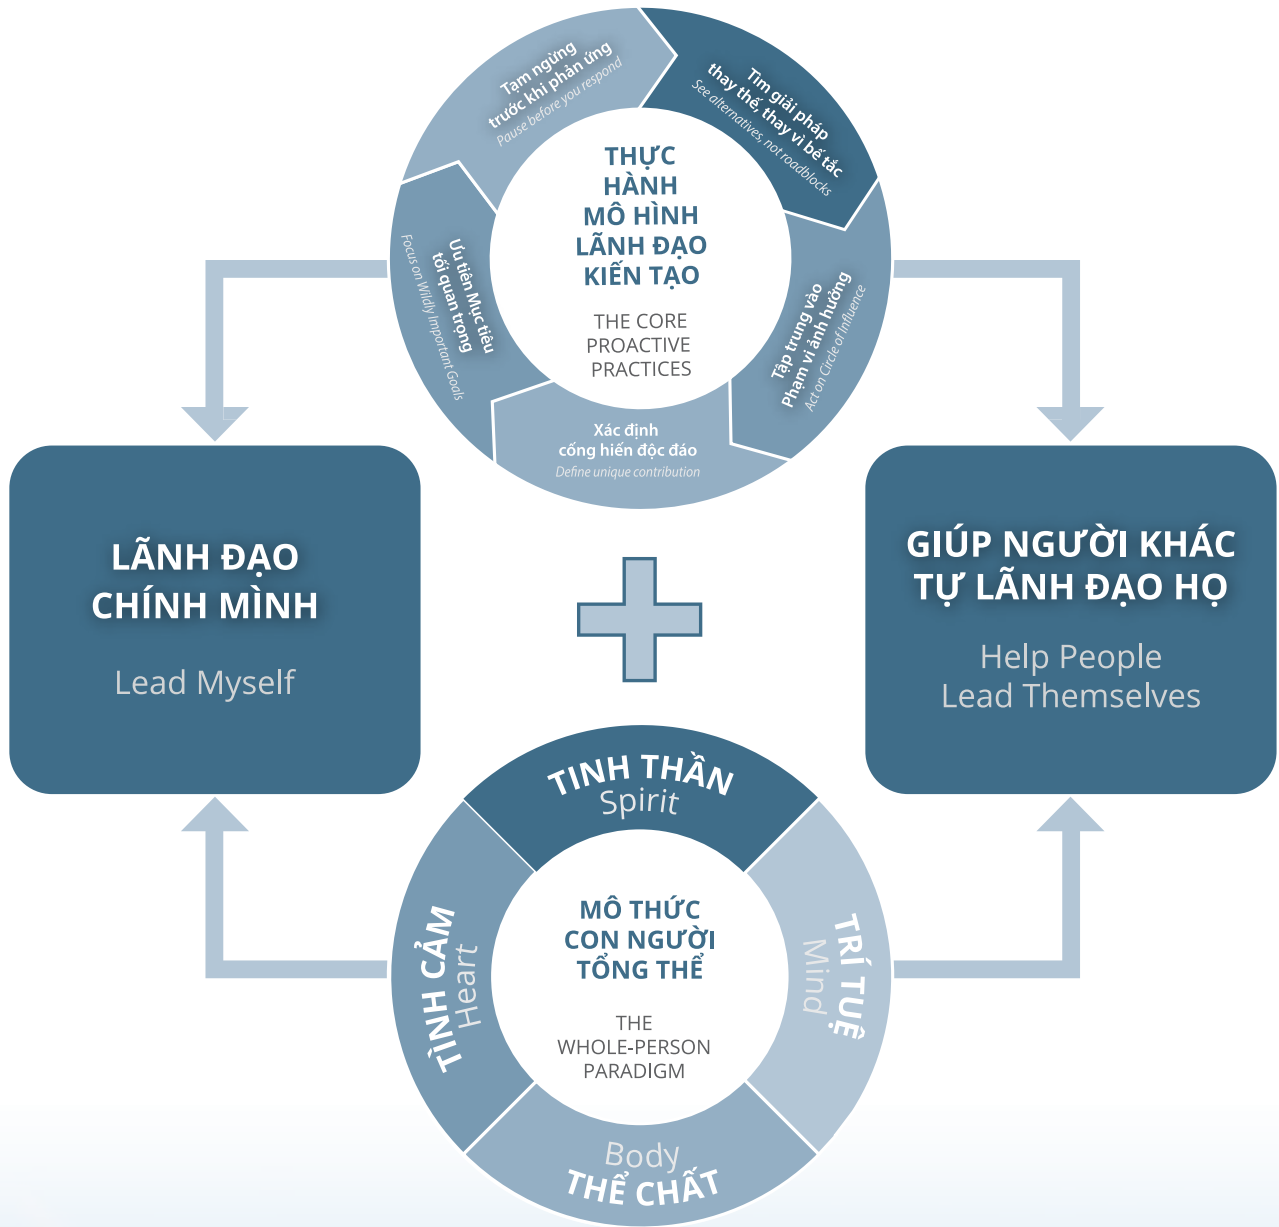 Tạm ngừng
trước khi phản ứng
Pause before you respond
Tìm giải pháp
thay thế, thay vì bế tắc
See alternatives, not roadblocks
Tập trung vào
Phạm vi ảnh hưởng
Act on Circle of Influence
Xác định
cống hiến độc đáo
Define unique contribution
Ưu tiên Mục tiêu
tối quan trọng
Focus on Wildly Important Goals
THỰC
HÀNH
MÔ HÌNH
LÃNH ĐẠO
KIẾN TẠO
THE CORE
PROACTIVE
PRACTICES
LÃNH ĐẠO
CHÍNH MÌNH
Lead Myself
GIÚP NGƯỜI KHÁC
TỰ LÃNH ĐẠO HỌ
Help People
Lead Themselves
TINH THẦN
Spirit
TRÍ TUỆ
Mind
Body
THỂ CHẤT
TÌNH CẢM
Heart
MÔ THỨC
CON NGƯỜI
TỔNG THỂ
THE
WHOLE-PERSON
PARADIGM